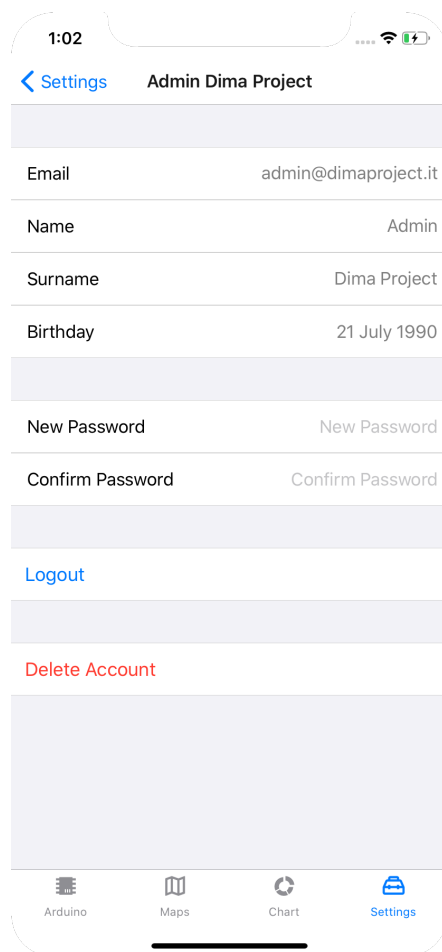 1:02
Settings Admin Dima Project
Email admin@dimaproject.it
Name Admin
Surname Dima Project
Birthday 21 July 1990
New Password New Password
Confirm Password Confirm Password
Logout
Delete Account
Arduino Maps Chart Settings